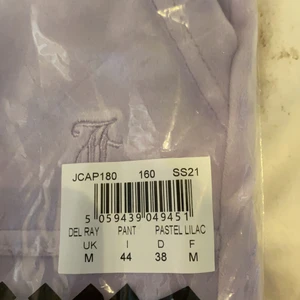 JCAP180 160 SS21
5 059439 049451
DEL RAY PANT PASTEL LILAC
UK I D F
M 44 38 M